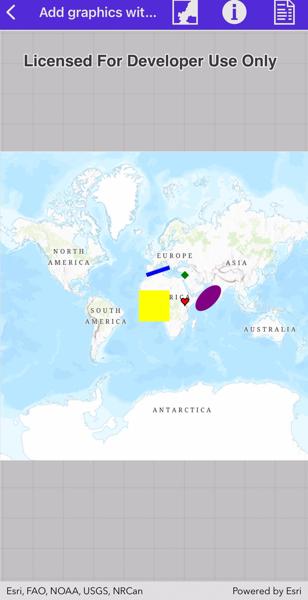 Add graphics wit...
Licensed For Developer Use Only
EUROPE
NORTH
AMERICA
ASIA
RICA
SOUTH
AMERICA
AUSTRALIA
ANTARCTICA
Esri, FAO, NOAA, USGS, NRCan
Powered by Esri